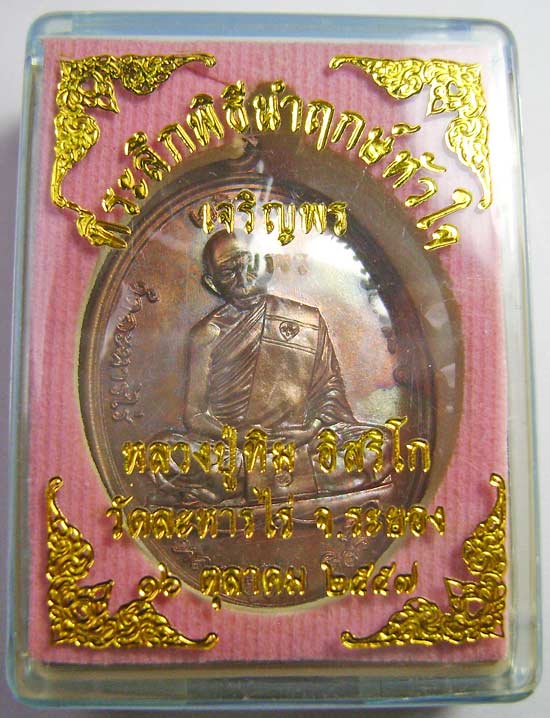 ที่ระลึกพิธีนำฤกษ์หัวใจ
เจริญพร
หลวงปู่ทิม อิสริโก
วัดละหารไร่ จ.ระยอง
๑๖ ตุลาคม ๒๕๕๗